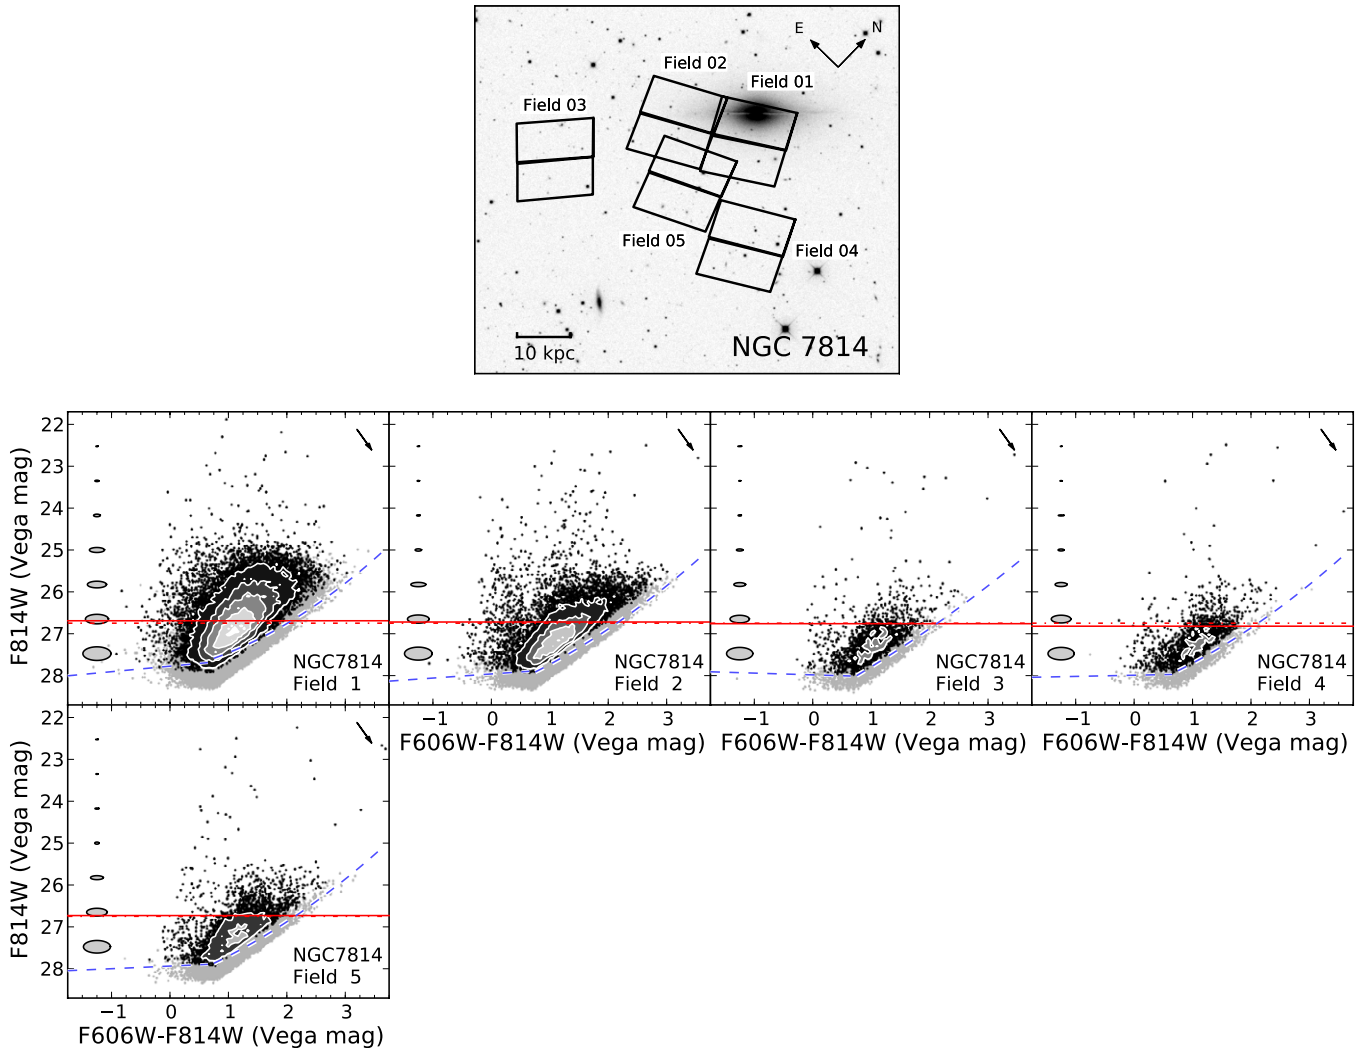 E
N
Field 02
Field 01
Field 03
Field 05
Field 04
10 kpc
NGC 7814
F814W (Vega mag)
22
23
24
25
26
27
28
NGC7814
Field 1
NGC7814
Field 2
NGC7814
Field 3
NGC7814
Field 4
−1 0 1 2 3
F606W-F814W (Vega mag)
−1 0 1 2 3
F606W-F814W (Vega mag)
−1 0 1 2 3
F606W-F814W (Vega mag)
F814W (Vega mag)
22
23
24
25
26
27
28
NGC7814
Field 5
−1 0 1 2 3
F606W-F814W (Vega mag)